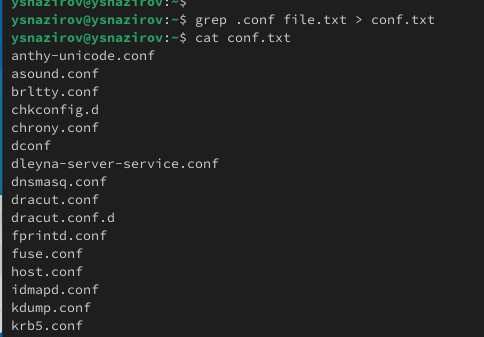 ysnazirov@ysnazirov:~$
ysnazirov@ysnazirov:~$ grep .conf file.txt > conf.txt
ysnazirov@ysnazirov:~$ cat conf.txt
anthy-unicode.conf
asound.conf
brltty.conf
chkconfig.d
chrony.conf
dconf
dleyna-server-service.conf
dnsmasq.conf
dracut.conf
dracut.conf.d
fprintd.conf
fuse.conf
host.conf
idmapd.conf
kdump.conf
krb5.conf